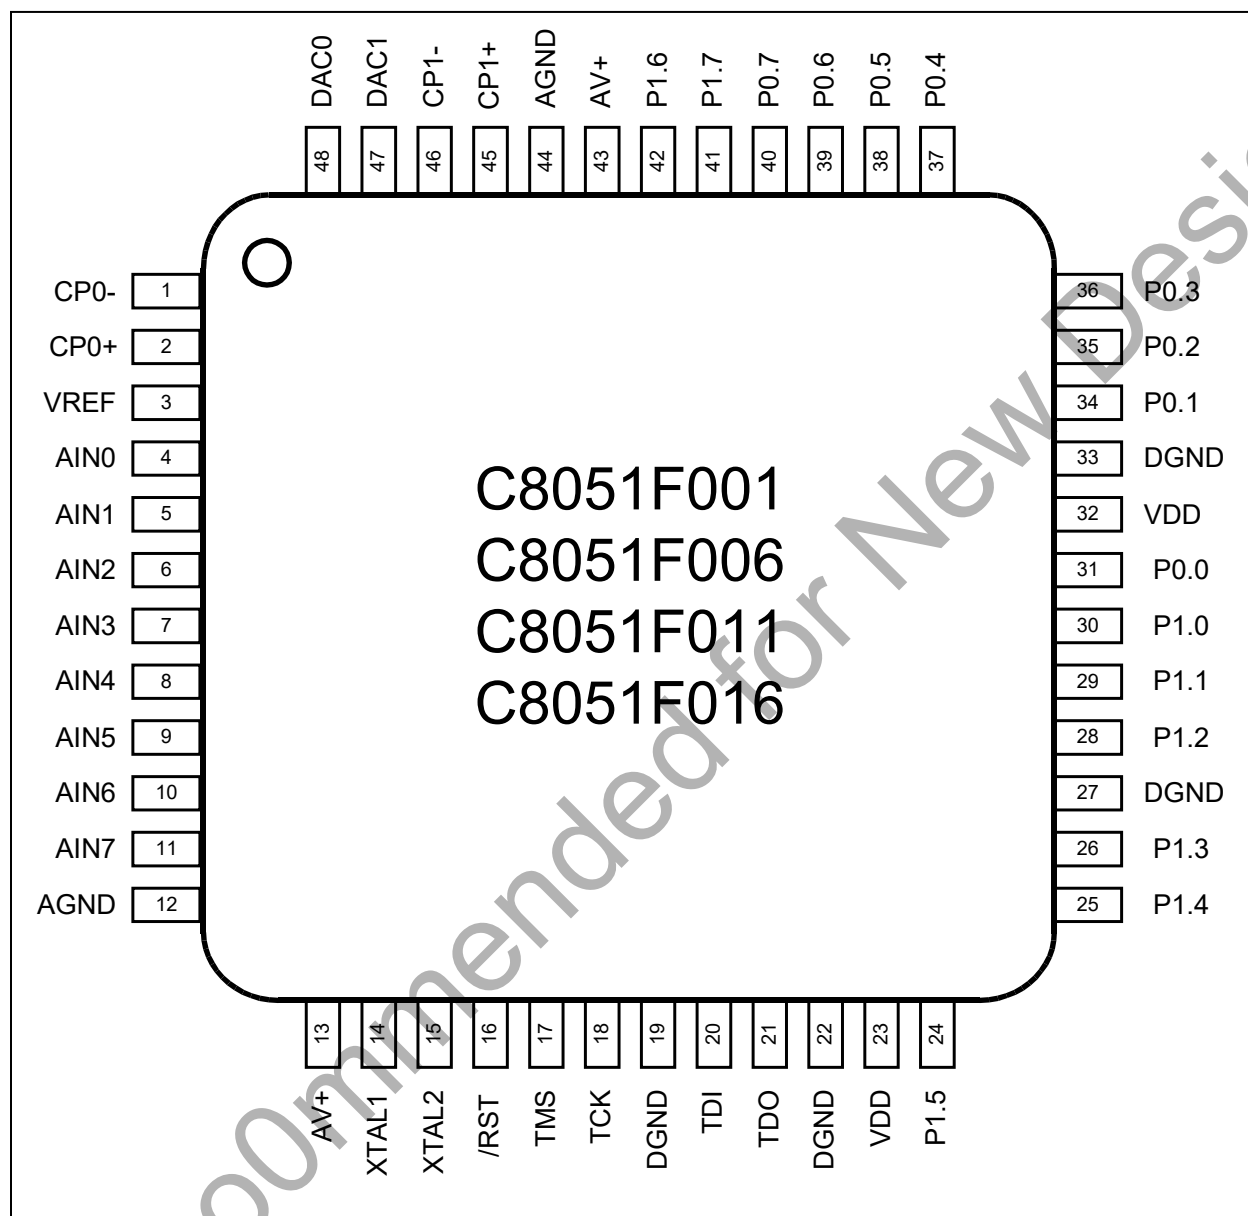 DAC0
DAC1
CP1-
CP1+
AGND
AV+
P1.6
P1.7
P0.7
P0.6
P0.5
P0.4
48
47
46
45
44
43
42
41
40
39
38
37
CP0- 1
CP0+ 2
VREF 3
AIN0 4
AIN1 5
AIN2 6
AIN3 7
AIN4 8
AIN5 9
AIN6 10
AIN7 11
AGND 12
C8051F001
C8051F006
C8051F011
C8051F016
36 P0.3
35 P0.2
34 P0.1
33 DGND
32 VDD
31 P0.0
30 P1.0
29 P1.1
28 P1.2
27 DGND
26 P1.3
25 P1.4
13
14
15
16
17
18
19
20
21
22
23
24
AV+
XTAL1
XTAL2
/RST
TMS
TCK
DGND
TDI
TDO
DGND
VDD
P1.5
for New